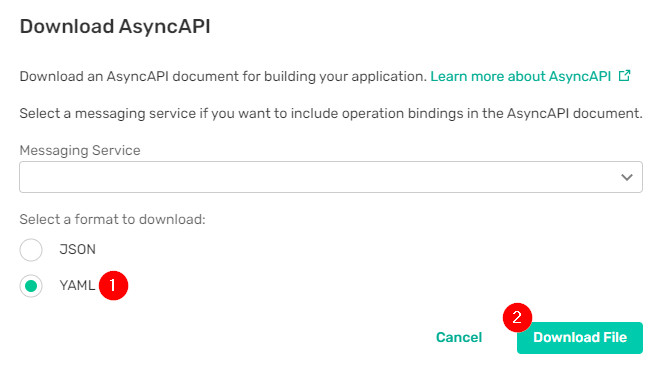 Download AsyncAPI
Download an AsyncAPI document for building your application. Learn more about AsyncAPI
Select a messaging service if you want to include operation bindings in the AsyncAPI document.
Messaging Service
Select a format to download:
JSON
YAML 1
2
Cancel Download File